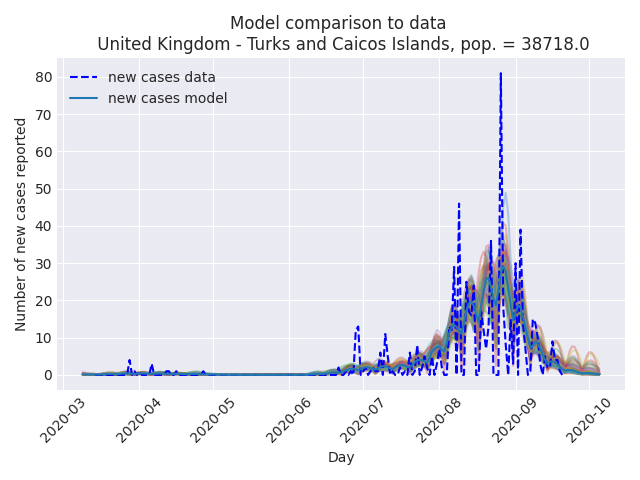 Model comparison to data
United Kingdom - Turks and Caicos Islands, pop. = 38718.0
new cases data
new cases model
Number of new cases reported
80
70
60
50
40
30
20
10
0
2020-03
2020-04
2020-05
2020-06
2020-07
2020-08
2020-09
2020-10
Day